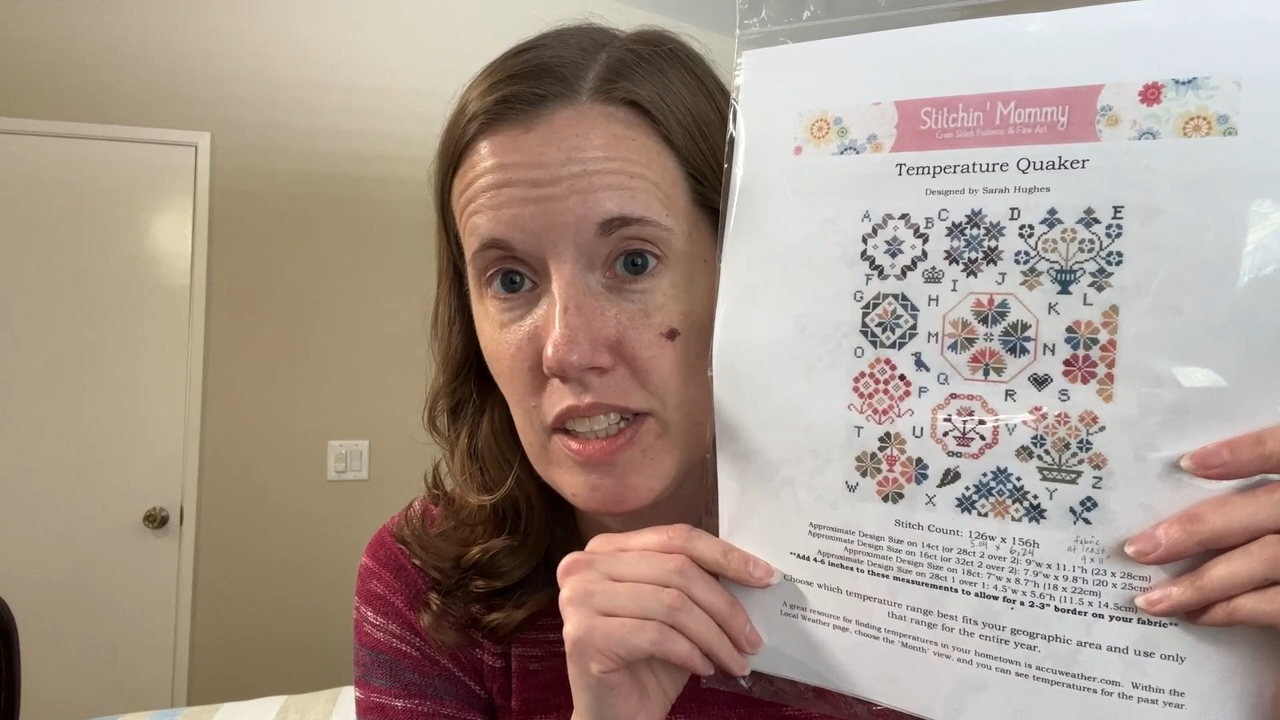 Stitchin' Mommy
Cross Stitch Patterns & Fine Art
Temperature Quaker
Designed by Sarah Hughes
A B C D E
F G H I J K L
M N
O P Q R S
T U V
W X Y Z
Stitch Count: 126w x 156h
5.04 x 6.24
fabric
at least
9 x 11
Approximate Design Size on 14ct (or 28ct 2 over 2): 9"w x 11.1"h (23 x 28cm)
Approximate Design Size on 16ct (or 32ct 2 over 2): 7.9"w x 9.8"h (20 x 25cm)
Approximate Design Size on 18ct: 7"w x 8.7"h (18 x 22cm)
Approximate Design Size on 28ct 1 over 1: 4.5"w x 5.6"h (11.5 x 14.5cm)
**Add 4-6 inches to these measurements to allow for a 2-3" border on your fabric**
Choose which temperature range best fits your geographic area and use only
that range for the entire year.
A great resource for finding temperatures in your hometown is accuweather.com. Within the
Local Weather page, choose the "Month" view, and you can see temperatures for the past year.